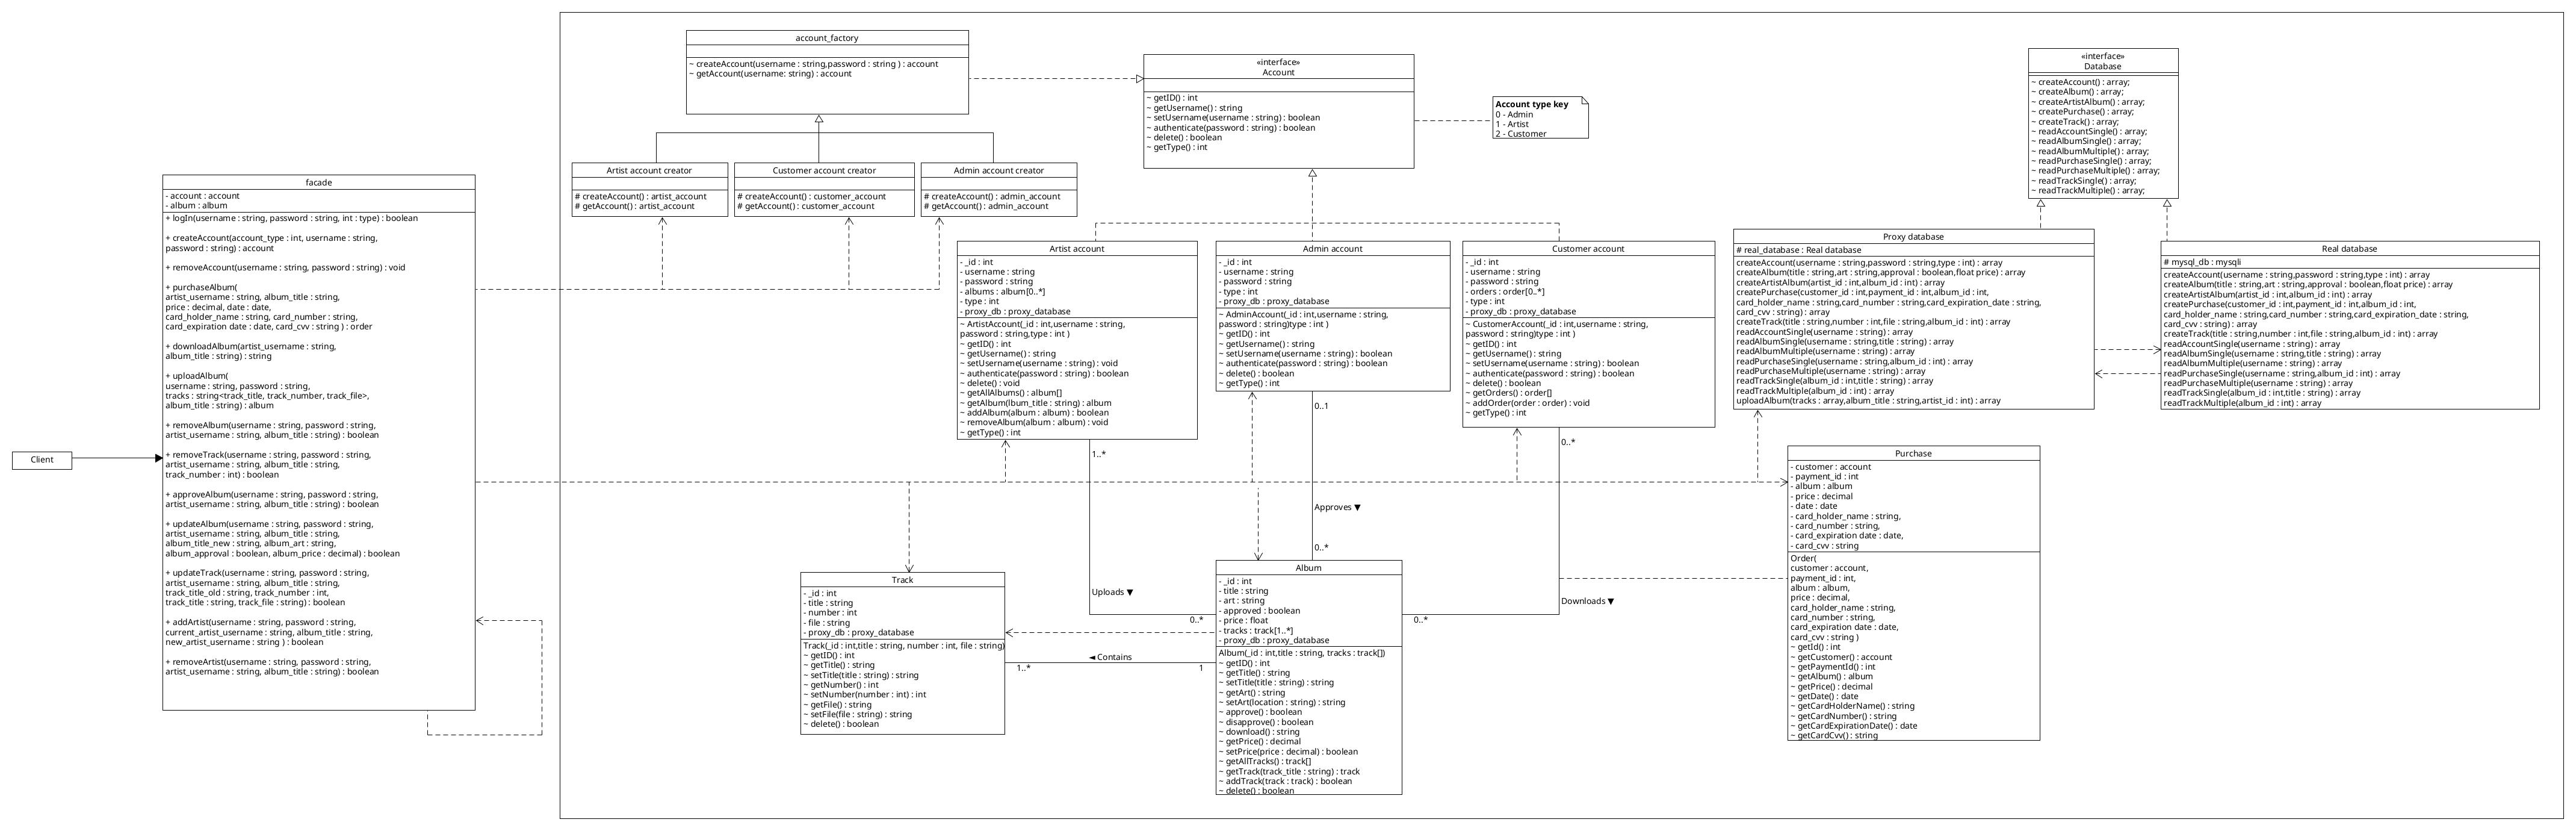 Client
facade
- account : account
- album : album
+ logIn(username : string, password : string, int : type) : boolean
+ createAccount(account_type : int, username : string,
password : string) : account
+ removeAccount(username : string, password : string) : void
+ purchaseAlbum(
artist_username : string, album_title : string,
price : decimal, date : date,
card_holder_name : string, card_number : string,
card_expiration date : date, card_cvv : string ) : order
+ downloadAlbum(artist_username : string,
album_title : string) : string
+ uploadAlbum(
username : string, password : string,
tracks : string<track_title, track_number, track_file>,
album_title : string) : album
+ removeAlbum(username : string, password : string,
artist_username : string, album_title : string) : boolean
+ removeTrack(username : string, password : string,
artist_username : string, album_title : string,
track_number : int) : boolean
+ approveAlbum(username : string, password : string,
artist_username : string, album_title : string) : boolean
+ updateAlbum(username : string, password : string,
artist_username : string, album_title : string,
album_title_new : string, album_art : string,
album_approval : boolean, album_price : decimal) : boolean
+ updateTrack(username : string, password : string,
artist_username : string, album_title : string,
track_title_old : string, track_number : int,
track_title : string, track_file : string) : boolean
+ addArtist(username : string, password : string,
current_artist_username : string, album_title : string,
new_artist_username : string ) : boolean
+ removeArtist(username : string, password : string,
artist_username : string, album_title : string) : boolean
account_factory
~ createAccount(username : string,password : string ) : account
~ getAccount(username: string) : account
Artist account creator
# createAccount() : artist_account
# getAccount() : artist_account
Customer account creator
# createAccount() : customer_account
# getAccount() : customer_account
Admin account creator
# createAccount() : admin_account
# getAccount() : admin_account
«interface»
Account
~ getID() : int
~ getUsername() : string
~ setUsername(username : string) : boolean
~ authenticate(password : string) : boolean
~ delete() : boolean
~ getType() : int
Account type key
0 - Admin
1 - Artist
2 - Customer
Artist account
- _id : int
- username : string
- password : string
- albums : album[0..*]
- type : int
- proxy_db : proxy_database
~ ArtistAccount(_id : int,username : string,
password : string,type : int )
~ getID() : int
~ getUsername() : string
~ setUsername(username : string) : void
~ authenticate(password : string) : boolean
~ delete() : void
~ getAllAlbums() : album[]
~ getAlbum(lbum_title : string) : album
~ addAlbum(album : album) : boolean
~ removeAlbum(album : album) : void
~ getType() : int
Admin account
- _id : int
- username : string
- password : string
- type : int
- proxy_db : proxy_database
~ AdminAccount(_id : int,username : string,
password : string)type : int )
~ getID() : int
~ getUsername() : string
~ setUsername(username : string) : boolean
~ authenticate(password : string) : boolean
~ delete() : boolean
~ getType() : int
Customer account
- _id : int
- username : string
- password : string
- orders : order[0..*]
- type : int
- proxy_db : proxy_database
~ CustomerAccount(_id : int,username : string,
password : string)type : int )
~ getID() : int
~ getUsername() : string
~ setUsername(username : string) : boolean
~ authenticate(password : string) : boolean
~ delete() : boolean
~ getOrders() : order[]
~ addOrder(order : order) : void
~ getType() : int
«interface»
Database
~ createAccount() : array;
~ createAlbum() : array;
~ createArtistAlbum() : array;
~ createPurchase() : array;
~ createTrack() : array;
~ readAccountSingle() : array;
~ readAlbumSingle() : array;
~ readAlbumMultiple() : array;
~ readPurchaseSingle() : array;
~ readPurchaseMultiple() : array;
~ readTrackSingle() : array;
~ readTrackMultiple() : array;
Proxy database
# real_database : Real database
createAccount(username : string,password : string,type : int) : array
createAlbum(title : string,art : string,approval : boolean,float price) : array
createArtistAlbum(artist_id : int,album_id : int) : array
createPurchase(customer_id : int,payment_id : int,album_id : int,
card_holder_name : string,card_number : string,card_expiration_date : string,
card_cvv : string) : array
createTrack(title : string,number : int,file : string,album_id : int) : array
readAccountSingle(username : string) : array
readAlbumSingle(username : string,title : string) : array
readAlbumMultiple(username : string) : array
readPurchaseSingle(username : string,album_id : int) : array
readPurchaseMultiple(username : string) : array
readTrackSingle(album_id : int,title : string) : array
readTrackMultiple(album_id : int) : array
uploadAlbum(tracks : array,album_title : string,artist_id : int) : array
Real database
# mysql_db : mysqli
createAccount(username : string,password : string,type : int) : array
createAlbum(title : string,art : string,approval : boolean,float price) : array
createArtistAlbum(artist_id : int,album_id : int) : array
createPurchase(customer_id : int,payment_id : int,album_id : int,
card_holder_name : string,card_number : string,card_expiration_date : string,
card_cvv : string) : array
createTrack(title : string,number : int,file : string,album_id : int) : array
readAccountSingle(username : string) : array
readAlbumSingle(username : string,title : string) : array
readAlbumMultiple(username : string) : array
readPurchaseSingle(username : string,album_id : int) : array
readPurchaseMultiple(username : string) : array
readTrackSingle(album_id : int,title : string) : array
readTrackMultiple(album_id : int) : array
1..*
Uploads ▼
0..*
0..1
Approves ▼
0..*
0..*
Downloads ▼
0..*
Track
- _id : int
- title : string
- number : int
- file : string
- proxy_db : proxy_database
Track(_id : int,title : string, number : int, file : string)
~ getID() : int
~ getTitle() : string
~ setTitle(title : string) : string
~ getNumber() : int
~ setNumber(number : int) : int
~ getFile() : string
~ setFile(file : string) : string
~ delete() : boolean
◄ Contains
1..*
1
Album
- _id : int
- title : string
- art : string
- approved : boolean
- price : float
- tracks : track[1..*]
- proxy_db : proxy_database
Album(_id : int,title : string, tracks : track[])
~ getID() : int
~ getTitle() : string
~ setTitle(title : string) : string
~ getArt() : string
~ setArt(location : string) : string
~ approve() : boolean
~ disapprove() : boolean
~ download() : string
~ getPrice() : decimal
~ setPrice(price : decimal) : boolean
~ getAllTracks() : track[]
~ getTrack(track_title : string) : track
~ addTrack(track : track) : boolean
~ delete() : boolean
Purchase
- customer : account
- payment_id : int
- album : album
- price : decimal
- date : date
- card_holder_name : string,
- card_number : string,
- card_expiration date : date,
- card_cvv : string
Order(
customer : account,
payment_id : int,
album : album,
price : decimal,
card_holder_name : string,
card_number : string,
card_expiration date : date,
card_cvv : string )
~ getId() : int
~ getCustomer() : account
~ getPaymentId() : int
~ getAlbum() : album
~ getPrice() : decimal
~ getDate() : date
~ getCardHolderName() : string
~ getCardNumber() : string
~ getCardExpirationDate() : date
~ getCardCvv() : string